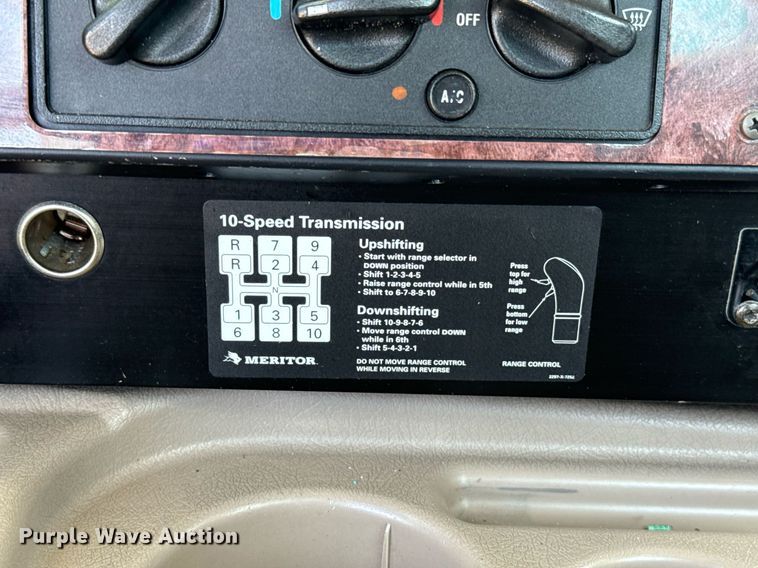 OFF
A/C
10-Speed Transmission
R 7 9
R 2 4
N
1 3 5
6 8 10
MERITOR
Upshifting
• Start with range selector in
DOWN position
• Shift 1-2-3-4-5
• Raise range control while in 5th
• Shift to 6-7-8-9-10
Downshifting
• Shift 10-9-8-7-6
• Move range control DOWN
while in 6th
• Shift 5-4-3-2-1
DO NOT MOVE RANGE CONTROL
WHILE MOVING IN REVERSE
Press
top for
high
range
Press
bottom
for low
range
RANGE CONTROL
Purple Wave Auction